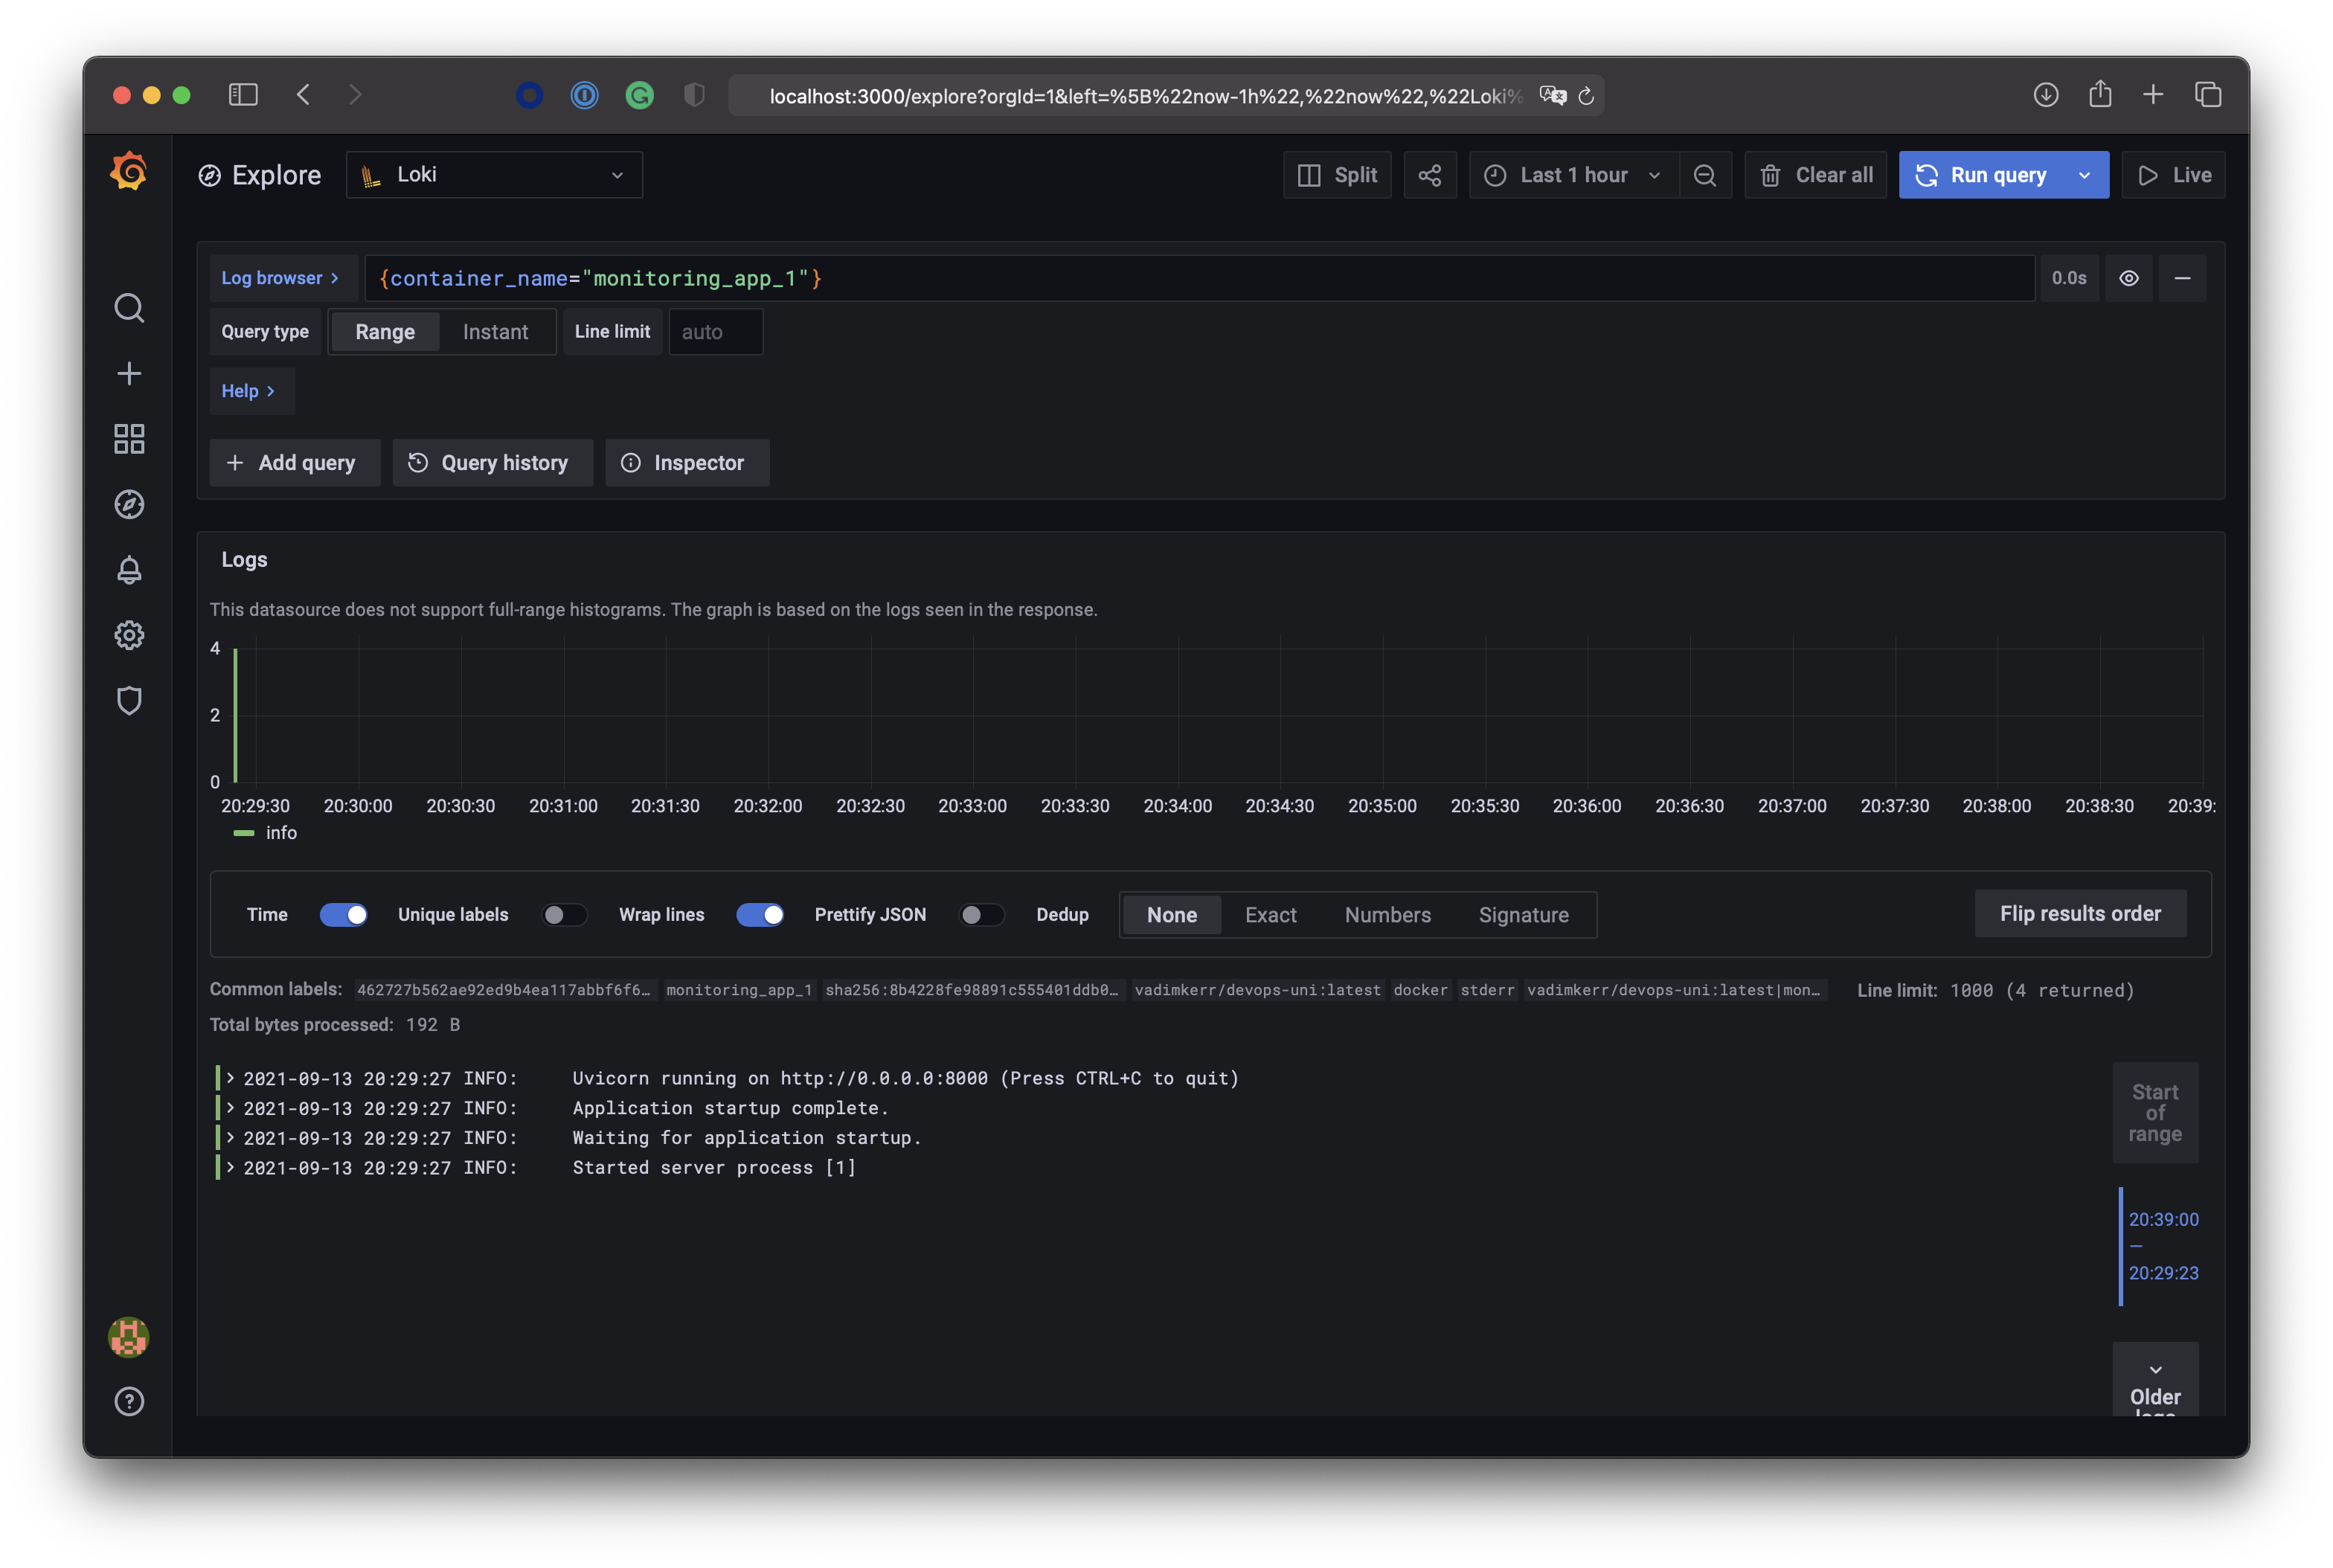 localhost:3000/explore?orgId=1&left=%5B%22now-1h%22,%22now%22,%22Loki%
Explore Loki Split Last 1 hour Clear all Run query Live
Log browser > {container_name="monitoring_app_1"} 0.0s
Query type Range Instant Line limit auto
Help >
+ Add query Query history Inspector
Logs
This datasource does not support full-range histograms. The graph is based on the logs seen in the response.
4
2
0
20:29:30 20:30:00 20:30:30 20:31:00 20:31:30 20:32:00 20:32:30 20:33:00 20:33:30 20:34:00 20:34:30 20:35:00 20:35:30 20:36:00 20:36:30 20:37:00 20:37:30 20:38:00 20:38:30 20:39:
info
Time Unique labels Wrap lines Prettify JSON Dedup None Exact Numbers Signature Flip results order
Common labels: 462727b562ae92ed9b4ea117abbf6f6… monitoring_app_1 sha256:8b4228fe98891c555401ddb0… vadimkerr/devops-uni:latest docker stderr vadimkerr/devops-uni:latest|mon… Line limit: 1000 (4 returned)
Total bytes processed: 192 B
> 2021-09-13 20:29:27 INFO: Uvicorn running on http://0.0.0.0:8000 (Press CTRL+C to quit)
> 2021-09-13 20:29:27 INFO: Application startup complete.
> 2021-09-13 20:29:27 INFO: Waiting for application startup.
> 2021-09-13 20:29:27 INFO: Started server process [1]
Start
of
range
20:39:00
—
20:29:23
Older